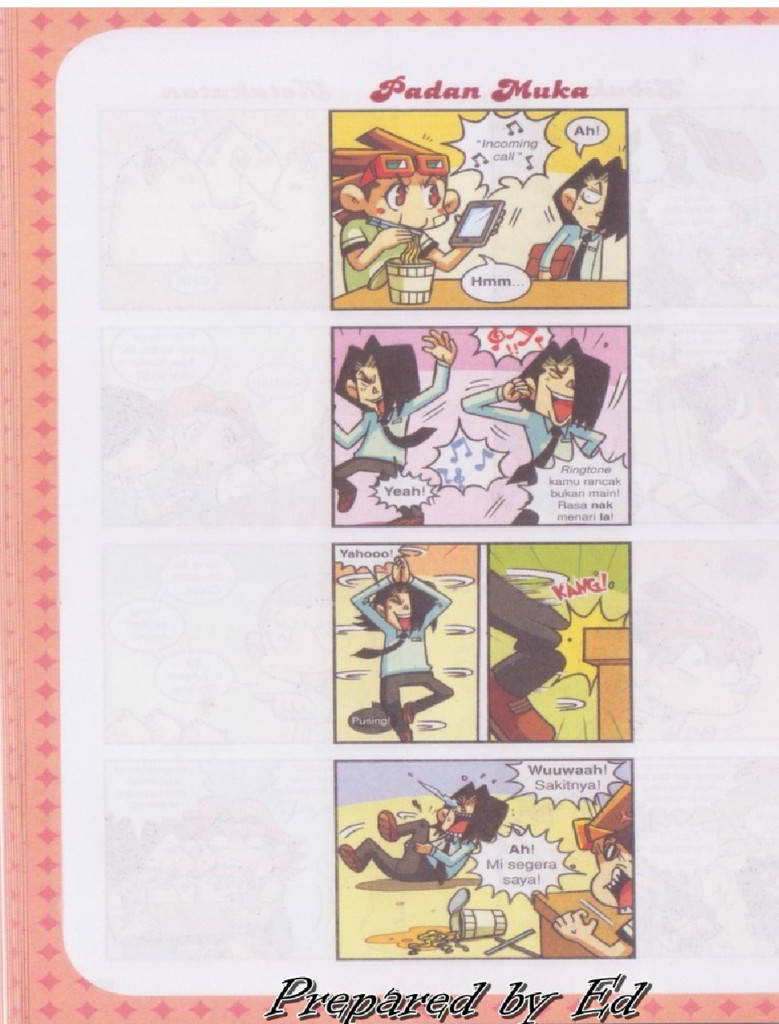 Padan Muka
"Incoming
call"
Ah!
Hmm...
Yeah!
Ringtone
kamu rancak
bukan main!
Rasa nak
menari la!
Yahooo!
Pusing!
KANG!
Wuuwaah!
Sakitnya!
Ah!
Mi segera
saya!
Prepared by Ed